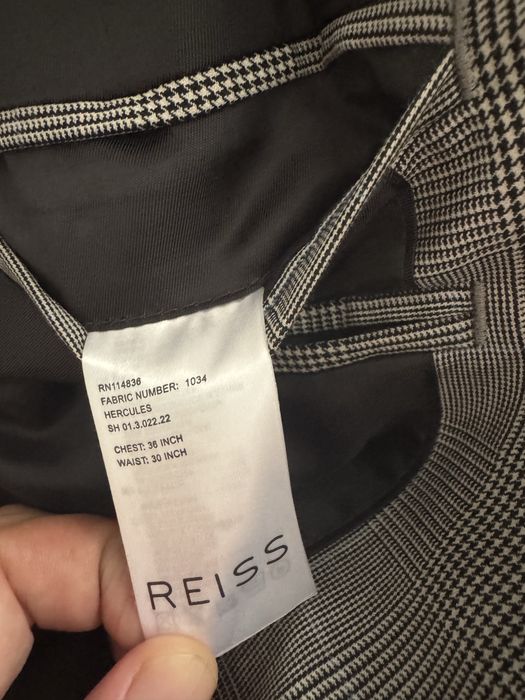 RN114836
FABRIC NUMBER: 1034
HERCULES
SH 01.3.022.22
CHEST: 36 INCH
WAIST: 30 INCH
REISS